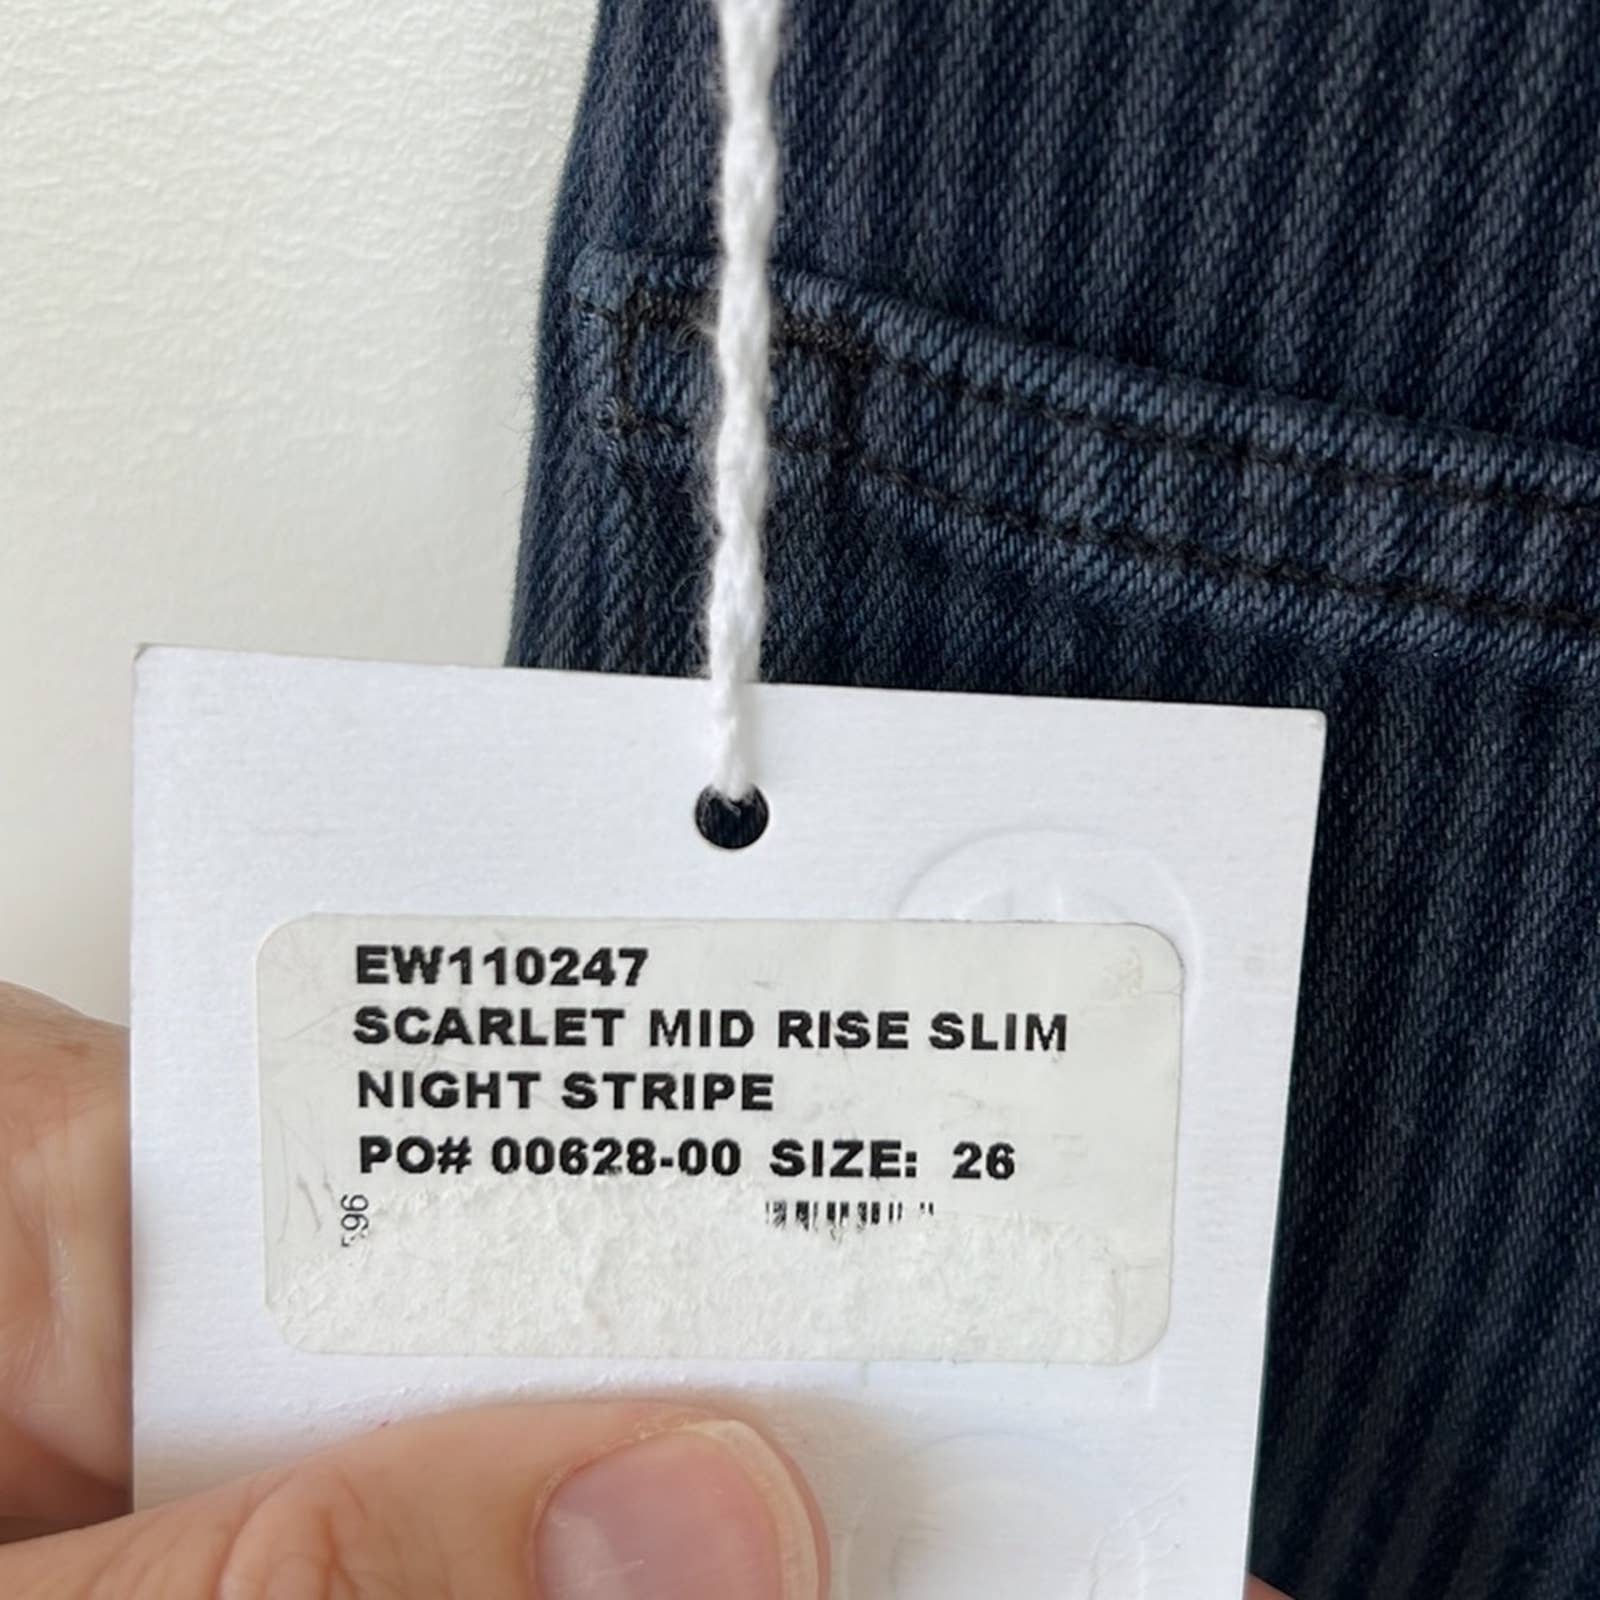 EW110247
SCARLET MID RISE SLIM
NIGHT STRIPE
PO# 00628-00 SIZE: 26